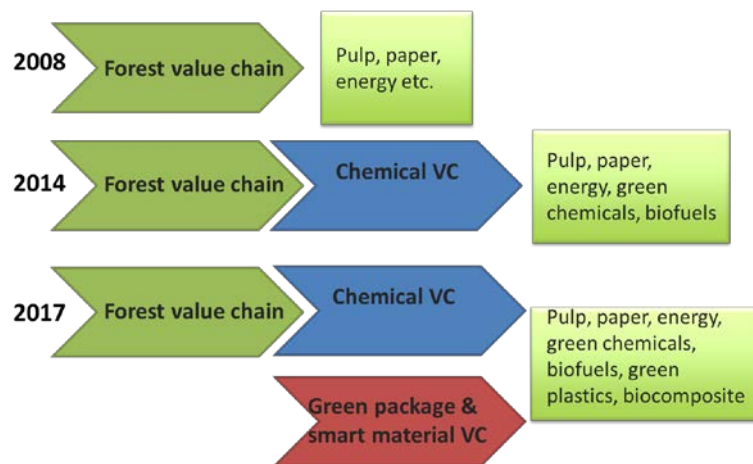 2008
Forest value chain
Pulp, paper,
energy etc.
2014
Forest value chain
Chemical VC
Pulp, paper,
energy, green
chemicals, biofuels
2017
Forest value chain
Chemical VC
Pulp, paper, energy,
green chemicals,
biofuels, green
plastics, biocomposite
Green package &
smart material VC